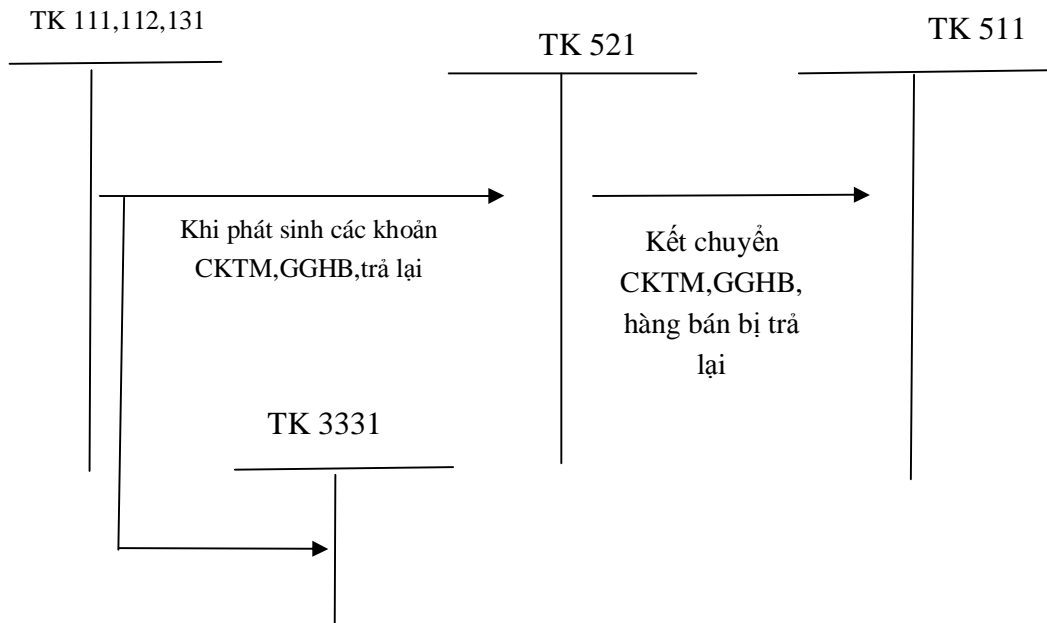 TK 111,112,131
TK 521
TK 511
Khi phát sinh các khoản
CKTM,GGHB,trả lại
Kết chuyển
CKTM,GGHB,
hàng bán bị trả
lại
TK 3331